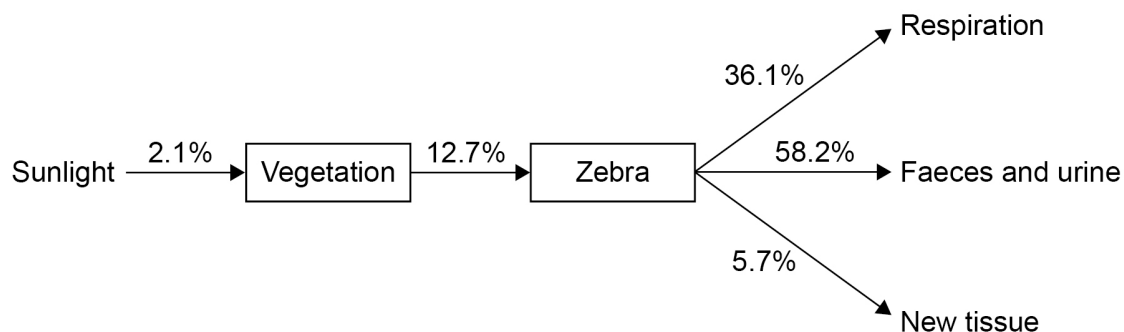 Respiration
36.1%
Sunlight
2.1%
Vegetation
12.7%
Zebra
58.2%
Faeces and urine
5.7%
New tissue